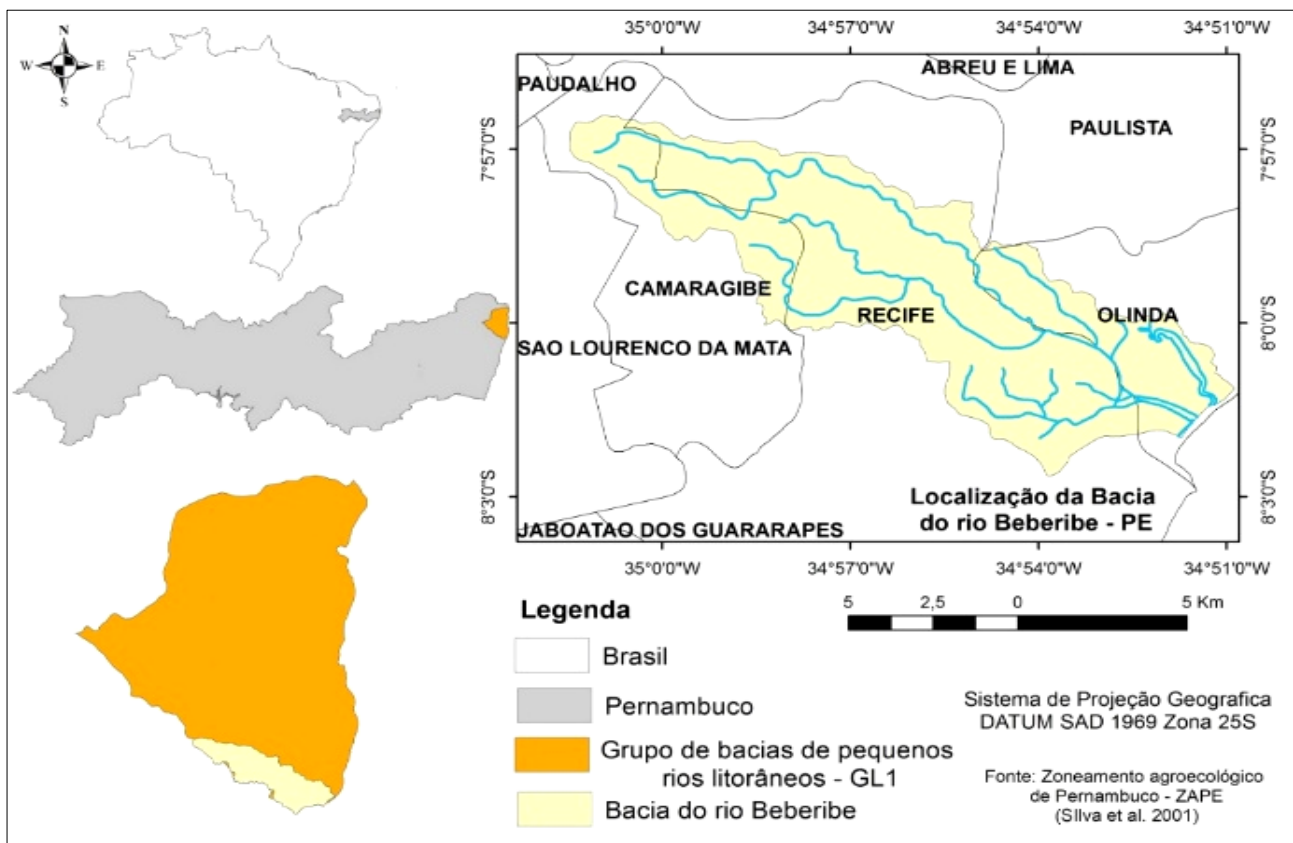 N
W E
S
35°0'0"W 34°57'0"W 34°54'0"W 34°51'0"W
ABREU E LIMA
PAUDALHO
PAULISTA
7°57'0"S 7°57'0"S
CAMARAGIBE
RECIFE
OLINDA
8°0'0"S 8°0'0"S
SAO LOURENCO DA MATA
8°3'0"S 8°3'0"S
Localização da Bacia
do rio Beberibe - PE
JABOATAO DOS GUARARAPES
35°0'0"W 34°57'0"W 34°54'0"W 34°51'0"W
5 2,5 0 5 Km
Legenda
Brasil
Pernambuco
Grupo de bacias de pequenos
rios litorâneos - GL1
Bacia do rio Beberibe
Sistema de Projeção Geografica
DATUM SAD 1969 Zona 25S
Fonte: Zoneamento agroecológico
de Pernambuco - ZAPE
(SIlva et al. 2001)